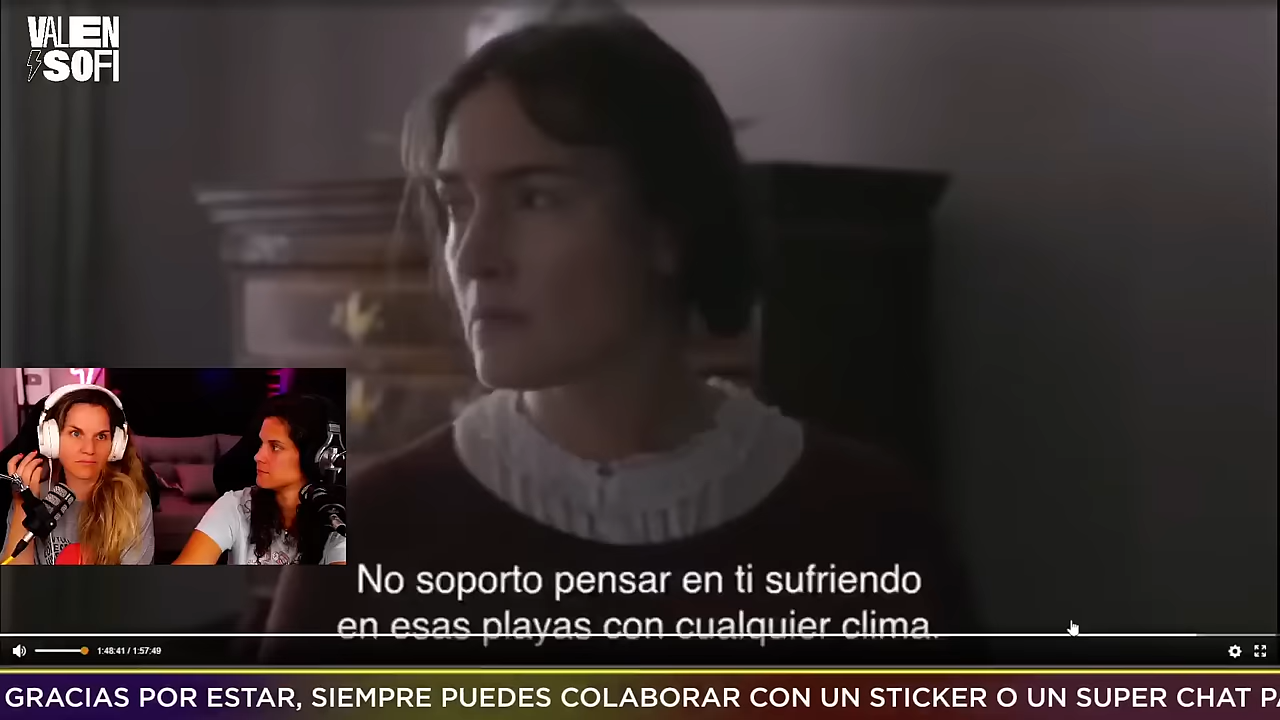 VALEN
SOFI
No soporto pensar en ti sufriendo
en esas playas con cualquier clima.
1:48:41 / 1:57:49
GRACIAS POR ESTAR, SIEMPRE PUEDES COLABORAR CON UN STICKER O UN SUPER CHAT PA